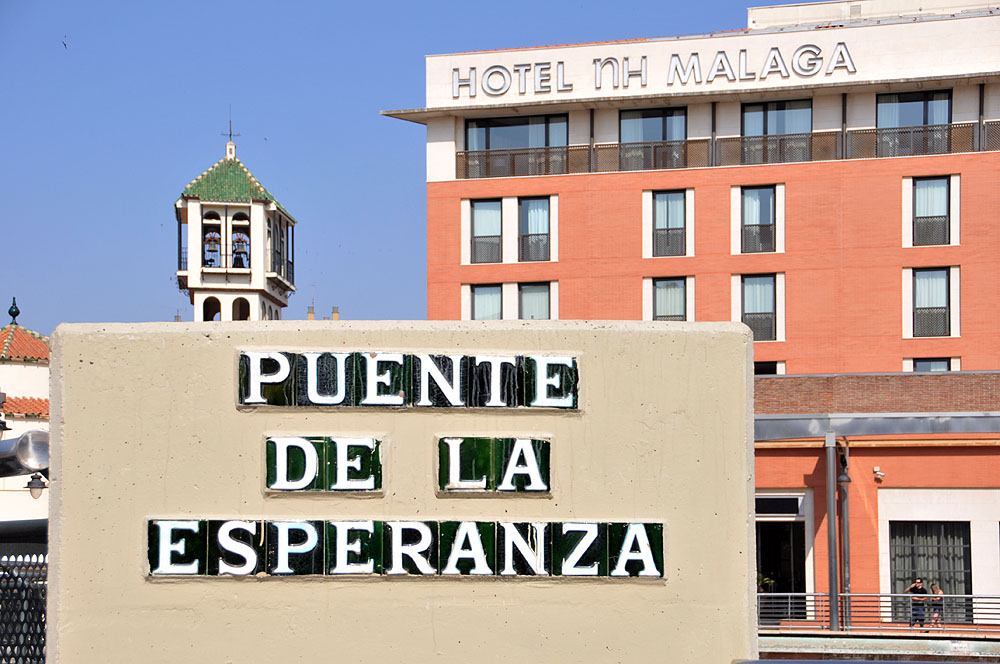 HOTEL nH MALAGA
PUENTE
DE LA
ESPERANZA